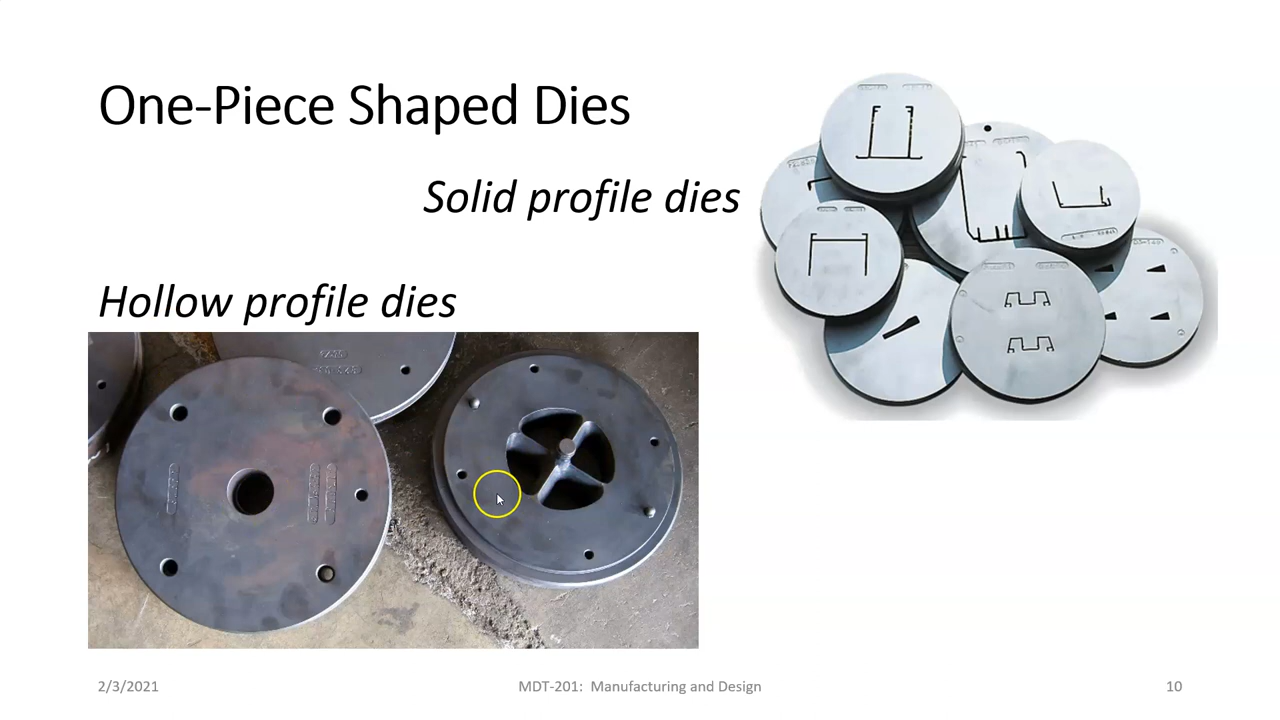 One-Piece Shaped Dies
Solid profile dies
Hollow profile dies
2/3/2021
MDT-201:  Manufacturing and Design
10